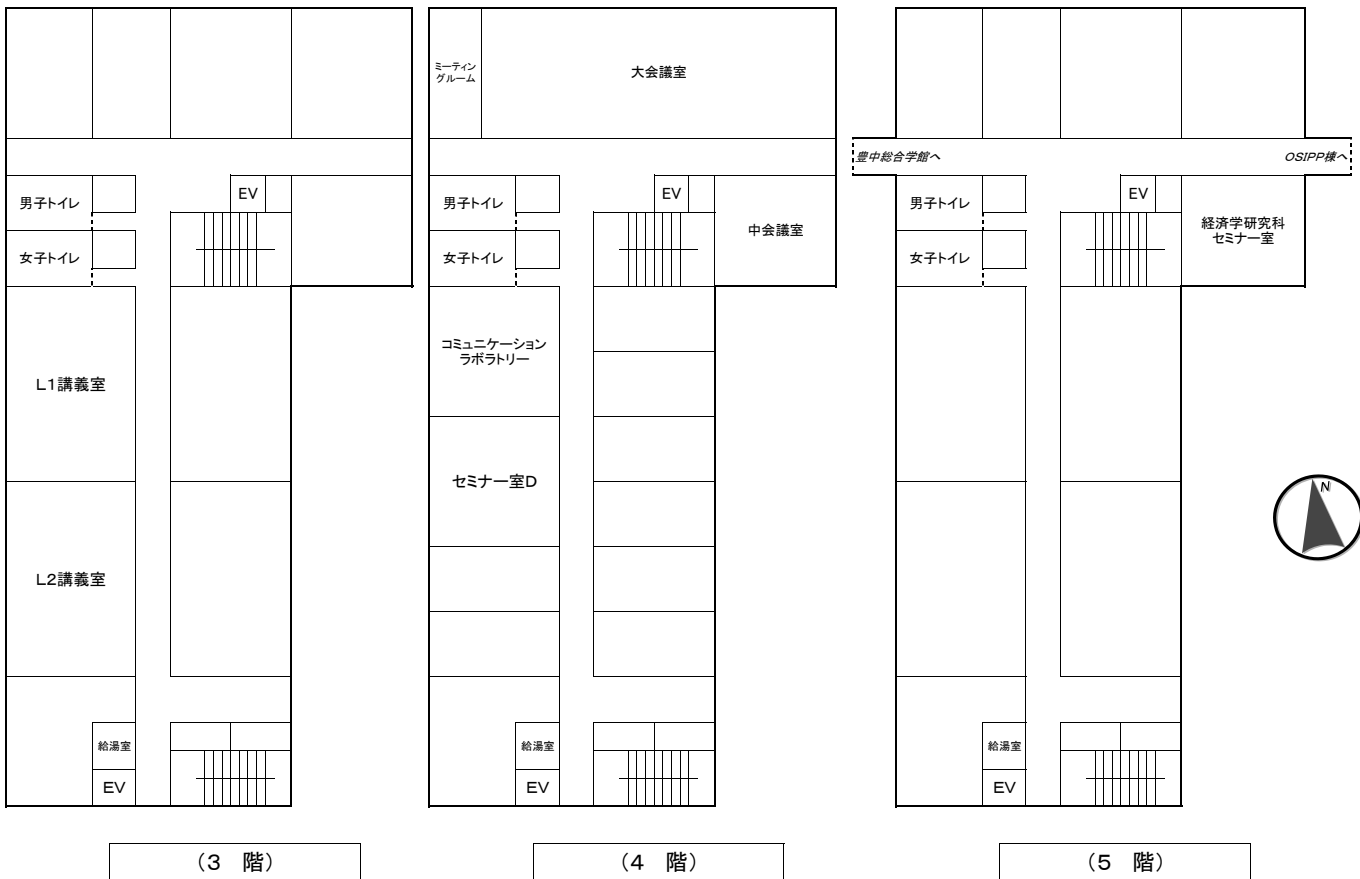 男子トイレ
EV
女子トイレ
L1講義室
L2講義室
給湯室
EV
(3 階)
ミーティン
グルーム
大会議室
男子トイレ
EV
中会議室
女子トイレ
コミュニケーション
ラボラトリー
セミナー室D
給湯室
EV
(4 階)
豊中総合学館へ
OSIPP棟へ
男子トイレ
EV
経済学研究科
セミナー室
女子トイレ
給湯室
EV
(5 階)
N